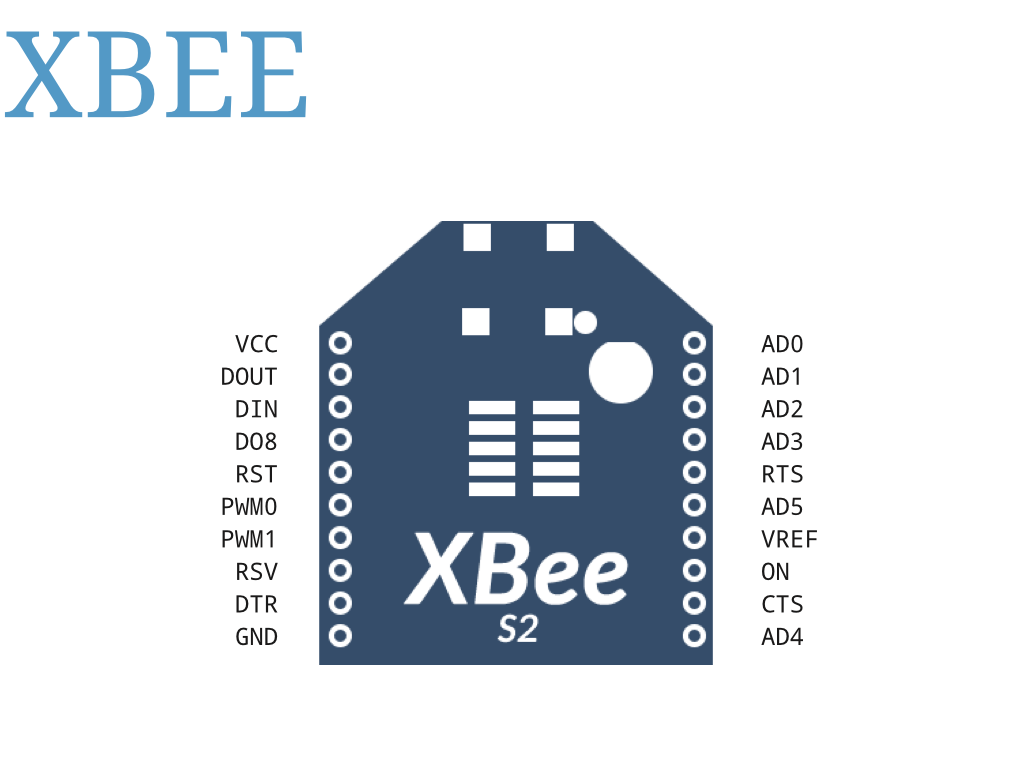 XBEE
VCC AD0
DOUT AD1
DIN AD2
DO8 AD3
RST RTS
PWM0 AD5
PWM1 VREF
RSV ON
DTR CTS
GND AD4
XBee
S2